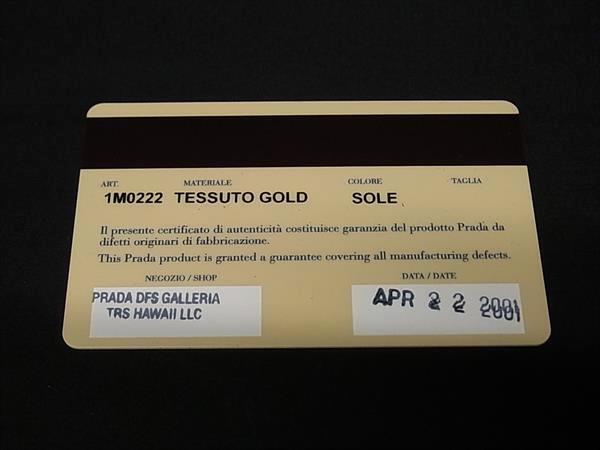 ART. MATERIALE COLORE TAGLIA
1M0222 TESSUTO GOLD SOLE
Il presente certificato di autenticità costituisce garanzia del prodotto Prada da
difetti originari di fabbricazione.
This Prada product is granted a guarantee covering all manufacturing defects.
NEGOZIO / SHOP DATA / DATE
PRADA DFS GALLERIA
TRS HAWAII LLC
APR 2 2 2001